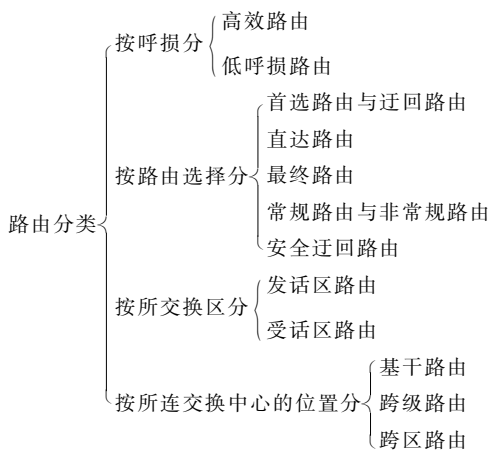 高效路由
按呼损分
低呼损路由
首选路由与迂回路由
直达路由
按路由选择分
最终路由
常规路由与非常规路由
路由分类
安全迂回路由
发话区路由
按所交换区分
受话区路由
基干路由
按所连交换中心的位置分
跨级路由
跨区路由